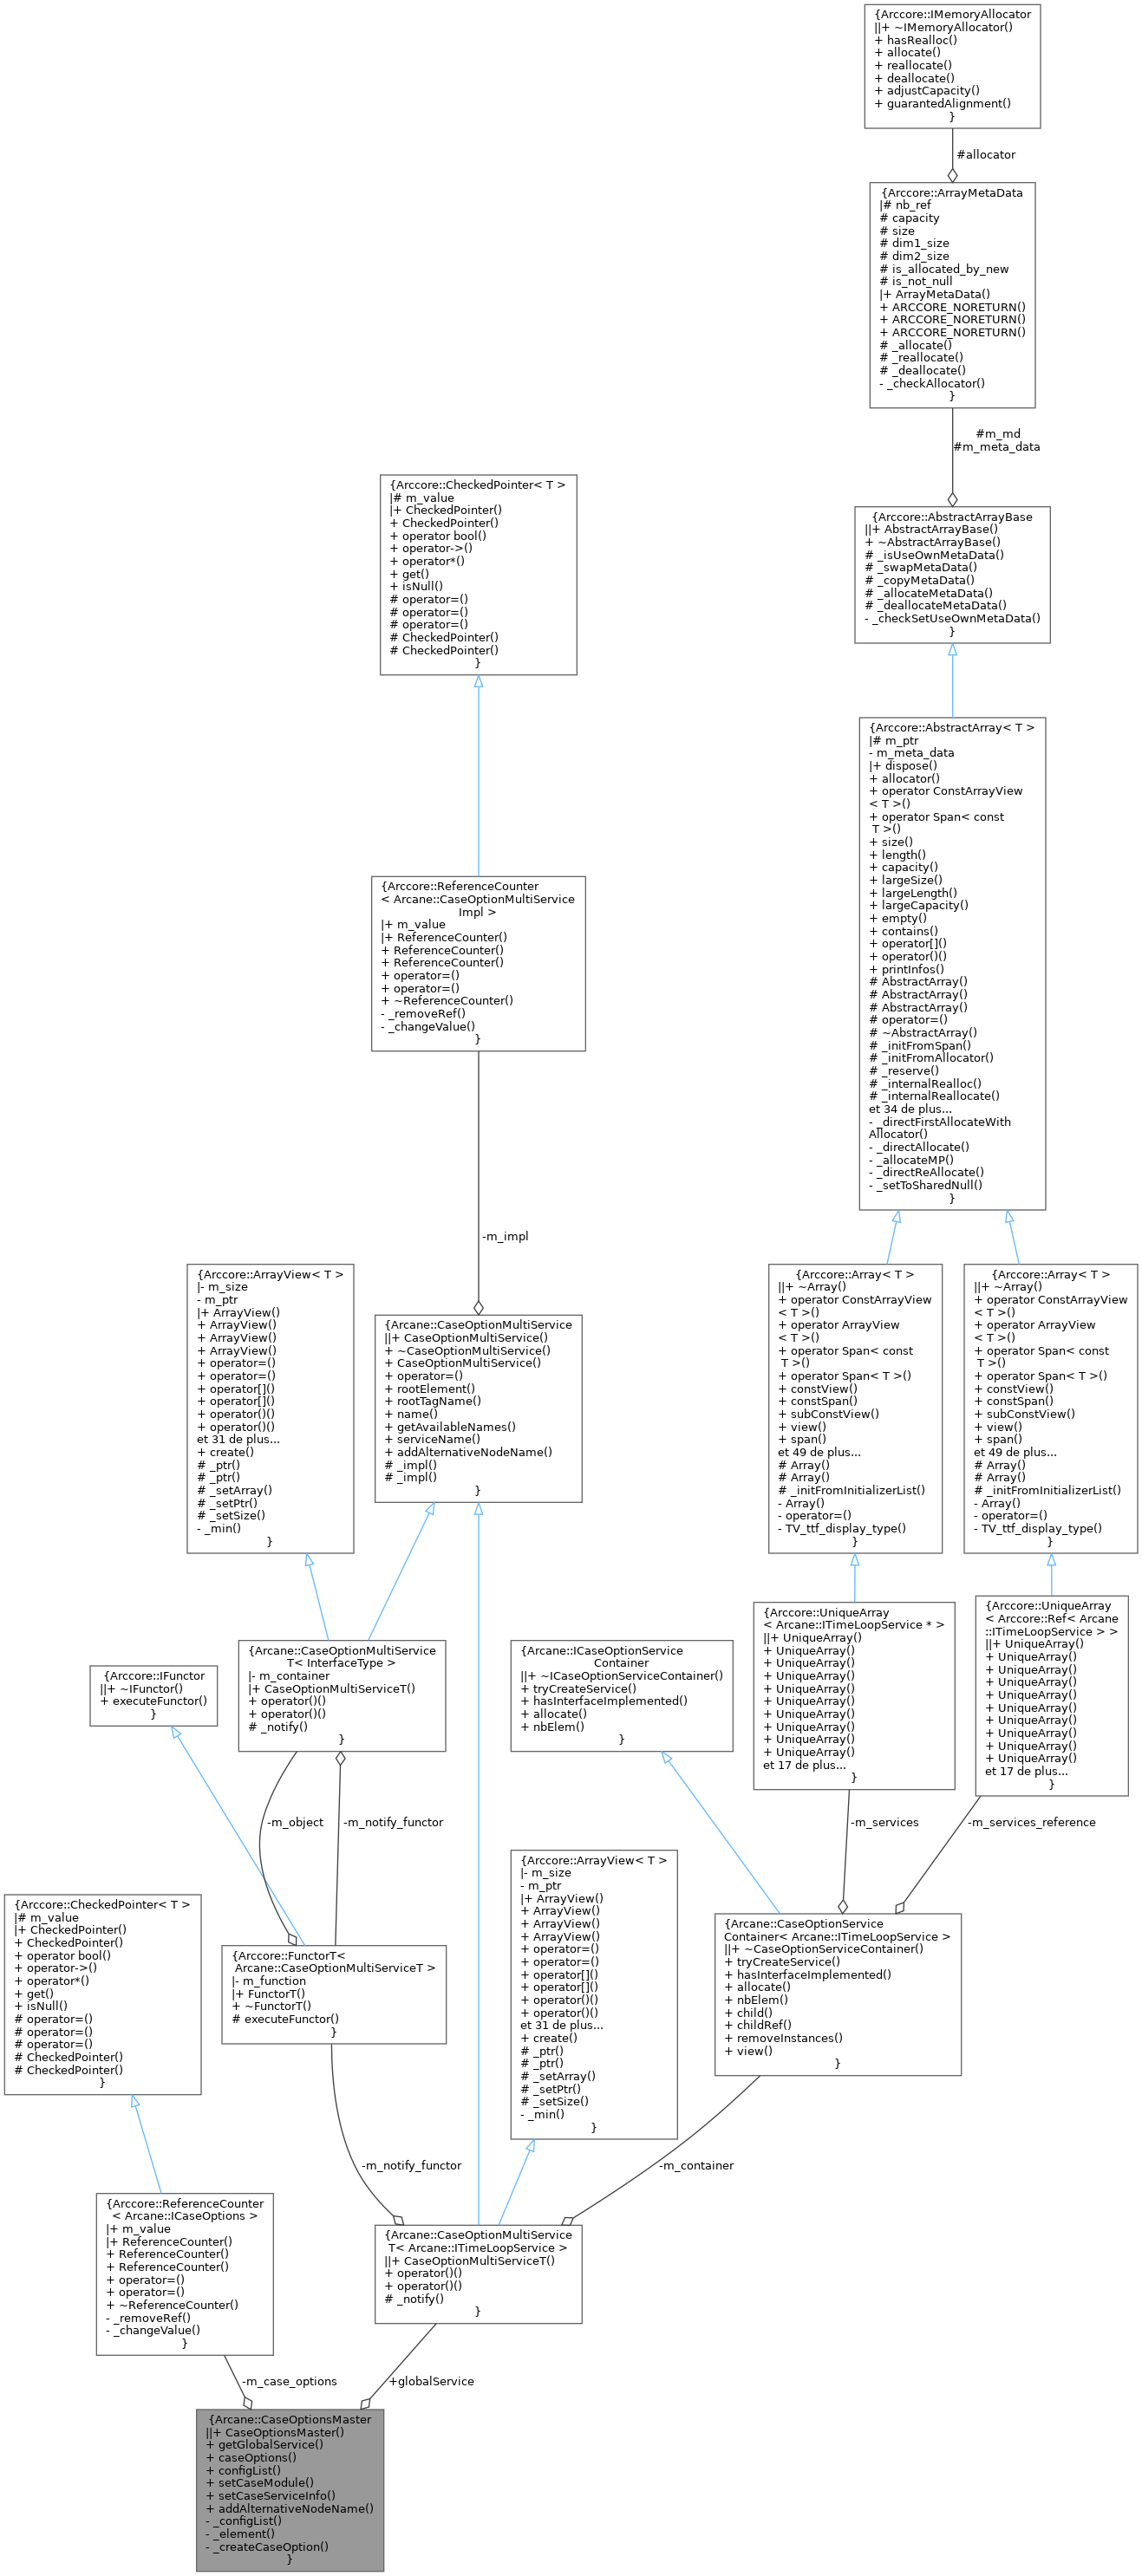 {Arccore::IMemoryAllocator
||+ ~IMemoryAllocator()
+ hasRealloc()
+ allocate()
+ reallocate()
+ deallocate()
+ adjustCapacity()
+ guarantedAlignment()
}
#allocator
{Arccore::ArrayMetaData
|# nb_ref
# capacity
# size
# dim1_size
# dim2_size
# is_allocated_by_new
# is_not_null
|+ ArrayMetaData()
+ ARCCORE_NORETURN()
+ ARCCORE_NORETURN()
+ ARCCORE_NORETURN()
# _allocate()
# _reallocate()
# _deallocate()
- _checkAllocator()
}
#m_md
#m_meta_data
{Arccore::CheckedPointer< T >
|# m_value
|+ CheckedPointer()
+ CheckedPointer()
+ operator bool()
+ operator->()
+ operator*()
+ get()
+ isNull()
# operator=()
# operator=()
# operator=()
# CheckedPointer()
# CheckedPointer()
}
{Arccore::AbstractArrayBase
||+ AbstractArrayBase()
+ ~AbstractArrayBase()
# _isUseOwnMetaData()
# _swapMetaData()
# _copyMetaData()
# _allocateMetaData()
# _deallocateMetaData()
- _checkSetUseOwnMetaData()
}
{Arccore::AbstractArray< T >
|# m_ptr
- m_meta_data
|+ dispose()
+ allocator()
+ operator ConstArrayView
< T >()
+ operator Span< const
T >()
+ size()
+ length()
+ capacity()
+ largeSize()
+ largeLength()
+ largeCapacity()
+ empty()
+ contains()
+ operator[]()
+ operator()()
+ printInfos()
# AbstractArray()
# AbstractArray()
# AbstractArray()
# operator=()
# ~AbstractArray()
# _initFromSpan()
# _initFromAllocator()
# _reserve()
# _internalRealloc()
# _internalReallocate()
et 34 de plus...
- _directFirstAllocateWith
Allocator()
- _directAllocate()
- _allocateMP()
- _directReAllocate()
- _setToSharedNull()
}
{Arccore::ReferenceCounter
< Arcane::CaseOptionMultiService
Impl >
|+ m_value
|+ ReferenceCounter()
+ ReferenceCounter()
+ ReferenceCounter()
+ operator=()
+ operator=()
+ ~ReferenceCounter()
- _removeRef()
- _changeValue()
}
-m_impl
{Arccore::ArrayView< T >
|- m_size
- m_ptr
|+ ArrayView()
+ ArrayView()
+ ArrayView()
+ ArrayView()
+ operator=()
+ operator=()
+ operator[]()
+ operator[]()
+ operator()()
+ operator()()
et 31 de plus...
+ create()
# _ptr()
# _ptr()
# _setArray()
# _setPtr()
# _setSize()
- _min()
}
{Arcane::CaseOptionMultiService
||+ CaseOptionMultiService()
+ ~CaseOptionMultiService()
+ CaseOptionMultiService()
+ operator=()
+ rootElement()
+ rootTagName()
+ name()
+ getAvailableNames()
+ serviceName()
+ addAlternativeNodeName()
# _impl()
# _impl()
}
{Arccore::Array< T >
||+ ~Array()
+ operator ConstArrayView
< T >()
+ operator ArrayView
< T >()
+ operator Span< const
T >()
+ operator Span< T >()
+ constView()
+ constSpan()
+ subConstView()
+ view()
+ span()
et 49 de plus...
# Array()
# Array()
# _initFromInitializerList()
- Array()
- operator=()
- TV_ttf_display_type()
}
{Arccore::Array< T >
||+ ~Array()
+ operator ConstArrayView
< T >()
+ operator ArrayView
< T >()
+ operator Span< const
T >()
+ operator Span< T >()
+ constView()
+ constSpan()
+ subConstView()
+ view()
+ span()
et 49 de plus...
# Array()
# Array()
# _initFromInitializerList()
- Array()
- operator=()
- TV_ttf_display_type()
}
{Arccore::IFunctor
||+ ~IFunctor()
+ executeFunctor()
}
{Arcane::CaseOptionMultiService
T< InterfaceType >
|- m_container
|+ CaseOptionMultiServiceT()
+ operator()()
+ operator()()
# _notify()
}
{Arcane::ICaseOptionService
Container
||+ ~ICaseOptionServiceContainer()
+ tryCreateService()
+ hasInterfaceImplemented()
+ allocate()
+ nbElem()
}
{Arccore::UniqueArray
< Arcane::ITimeLoopService * >
||+ UniqueArray()
+ UniqueArray()
+ UniqueArray()
+ UniqueArray()
+ UniqueArray()
+ UniqueArray()
+ UniqueArray()
+ UniqueArray()
+ UniqueArray()
+ UniqueArray()
et 17 de plus...
}
{Arccore::UniqueArray
< Arccore::Ref< Arcane
::ITimeLoopService > >
||+ UniqueArray()
+ UniqueArray()
+ UniqueArray()
+ UniqueArray()
+ UniqueArray()
+ UniqueArray()
+ UniqueArray()
+ UniqueArray()
+ UniqueArray()
+ UniqueArray()
et 17 de plus...
}
-m_object
-m_notify_functor
-m_services
-m_services_reference
{Arccore::CheckedPointer< T >
|# m_value
|+ CheckedPointer()
+ CheckedPointer()
+ operator bool()
+ operator->()
+ operator*()
+ get()
+ isNull()
# operator=()
# operator=()
# operator=()
# CheckedPointer()
# CheckedPointer()
}
{Arccore::FunctorT<
Arcane::CaseOptionMultiServiceT >
|- m_function
|+ FunctorT()
+ ~FunctorT()
# executeFunctor()
}
{Arccore::ArrayView< T >
|- m_size
- m_ptr
|+ ArrayView()
+ ArrayView()
+ ArrayView()
+ ArrayView()
+ operator=()
+ operator=()
+ operator[]()
+ operator[]()
+ operator()()
+ operator()()
et 31 de plus...
+ create()
# _ptr()
# _ptr()
# _setArray()
# _setPtr()
# _setSize()
- _min()
}
{Arcane::CaseOptionService
Container< Arcane::ITimeLoopService >
||+ ~CaseOptionServiceContainer()
+ tryCreateService()
+ hasInterfaceImplemented()
+ allocate()
+ nbElem()
+ child()
+ childRef()
+ removeInstances()
+ view()
}
-m_notify_functor
-m_container
{Arccore::ReferenceCounter
< Arcane::ICaseOptions >
|+ m_value
|+ ReferenceCounter()
+ ReferenceCounter()
+ ReferenceCounter()
+ operator=()
+ operator=()
+ ~ReferenceCounter()
- _removeRef()
- _changeValue()
}
{Arcane::CaseOptionMultiService
T< Arcane::ITimeLoopService >
||+ CaseOptionMultiServiceT()
+ operator()()
+ operator()()
# _notify()
}
-m_case_options
+globalService
{Arcane::CaseOptionsMaster
||+ CaseOptionsMaster()
+ getGlobalService()
+ caseOptions()
+ configList()
+ setCaseModule()
+ setCaseServiceInfo()
+ addAlternativeNodeName()
- _configList()
- _element()
- _createCaseOption()
}